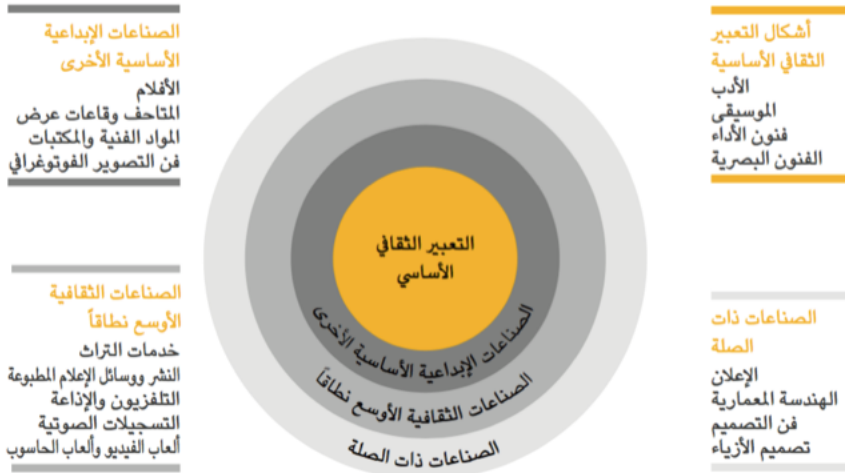 أشكال التعبير
الثقافي الأساسية
الأدب
الموسيقى
فنون الأداء
الفنون البصرية
الصناعات الإبداعية
الأساسية الأخرى
الأفلام
المتاحف وقاعات عرض
المواد الفنية والمكتبات
فن التصوير الفوتوغرافي
التعبير الثقافي
الأساسي
الصناعات الإبداعية الأساسية الأخرى
الصناعات الثقافية الأوسع نطاقاً
الصناعات ذات الصلة
الصناعات ذات
الصلة
الإعلان
الهندسة المعمارية
فن التصميم
تصميم الأزياء
الصناعات الثقافية
الأوسع نطاقاً
خدمات التراث
النشر ووسائل الإعلام المطبوعة
التلفزيون والإذاعة
التسجيلات الصوتية
ألعاب الفيديو وألعاب الحاسوب